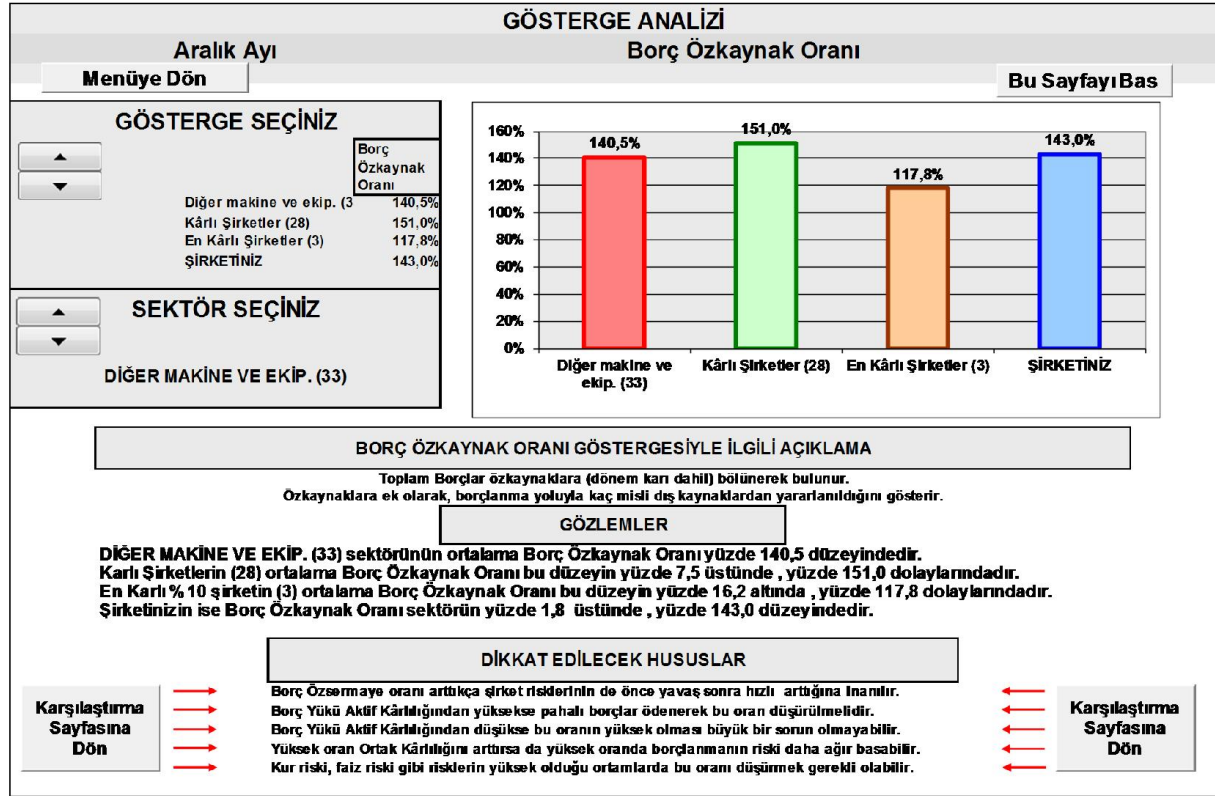 GÖSTERGE ANALİZİ
Aralık Ayı
Borç Özkaynak Oranı
Menüye Dön
Bu Sayfayı Bas
GÖSTERGE SEÇİNİZ
Borç
Özkaynak
Oranı
Diğer makine ve ekip. (3 140,5%
Kârlı Şirketler (28) 151,0%
En Kârlı Şirketler (3) 117,8%
ŞİRKETİNİZ 143,0%
SEKTÖR SEÇİNİZ
DİĞER MAKİNE VE EKİP. (33)
160%
140%
120%
100%
80%
60%
40%
20%
0%
140,5%
151,0%
117,8%
143,0%
Diğer makine ve
ekip. (33)
Kârlı Şirketler (28)
En Kârlı Şirketler (3)
ŞİRKETİNİZ
BORÇ ÖZKAYNAK ORANI GÖSTERGESİYLE İLGİLİ AÇIKLAMA
Toplam Borçlar özkaynaklara (dönem karı dahil) bölünerek bulunur.
Özkaynaklara ek olarak, borçlanma yoluyla kaç misli dış kaynaklardan yararlanıldığını gösterir.
GÖZLEMLER
DİĞER MAKİNE VE EKİP. (33) sektörünün ortalama Borç Özkaynak Oranı yüzde 140,5 düzeyindedir.
Karlı Şirketlerin (28) ortalama Borç Özkaynak Oranı bu düzeyin yüzde 7,5 üstünde , yüzde 151,0 dolaylarındadır.
En Karlı % 10 şirketin (3) ortalama Borç Özkaynak Oranı bu düzeyin yüzde 16,2 altında , yüzde 117,8 dolaylarındadır.
Şirketinizin ise Borç Özkaynak Oranı sektörün yüzde 1,8 üstünde , yüzde 143,0 düzeyindedir.
DİKKAT EDİLECEK HUSUSLAR
Borç Özsermaye oranı arttıkça şirket risklerinin de önce yavaş sonra hızlı arttığına inanılır.
Borç Yükü Aktif Kârlılığından yüksekse pahalı borçlar ödenerek bu oran düşürülmelidir.
Borç Yükü Aktif Kârlılığından düşükse bu oranın yüksek olması büyük bir sorun olmayabilir.
Yüksek oran Ortak Kârlılığını arttırsa da yüksek oranda borçlanmanın riski daha ağır basabilir.
Kur riski, faiz riski gibi risklerin yüksek olduğu ortamlarda bu oranı düşürmek gerekli olabilir.
Karşılaştırma
Sayfasına
Dön
Karşılaştırma
Sayfasına
Dön